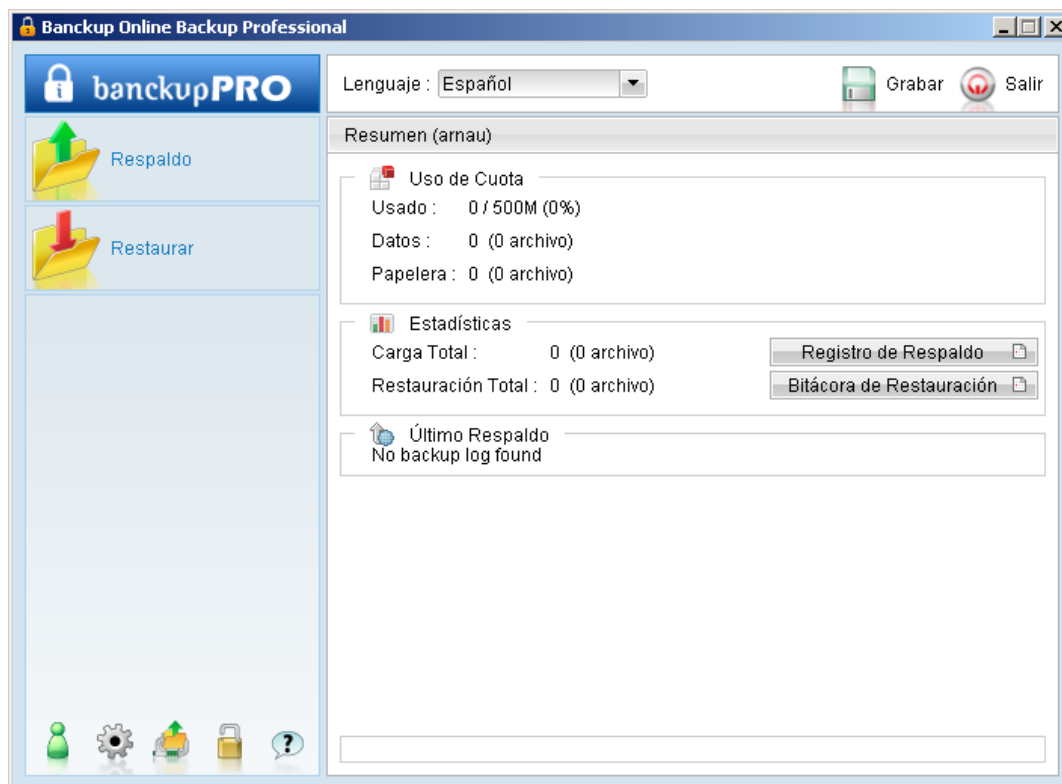 Banckup Online Backup Professional
banckupPRO
Lenguaje : Español
Grabar
Salir
Respaldo
Restaurar
Resumen (arnau)
Uso de Cuota
Usado : 0 / 500M (0%)
Datos : 0 (0 archivo)
Papelera : 0 (0 archivo)
Estadísticas
Carga Total : 0 (0 archivo)
Registro de Respaldo
Restauración Total : 0 (0 archivo)
Bitácora de Restauración
Último Respaldo
No backup log found
?